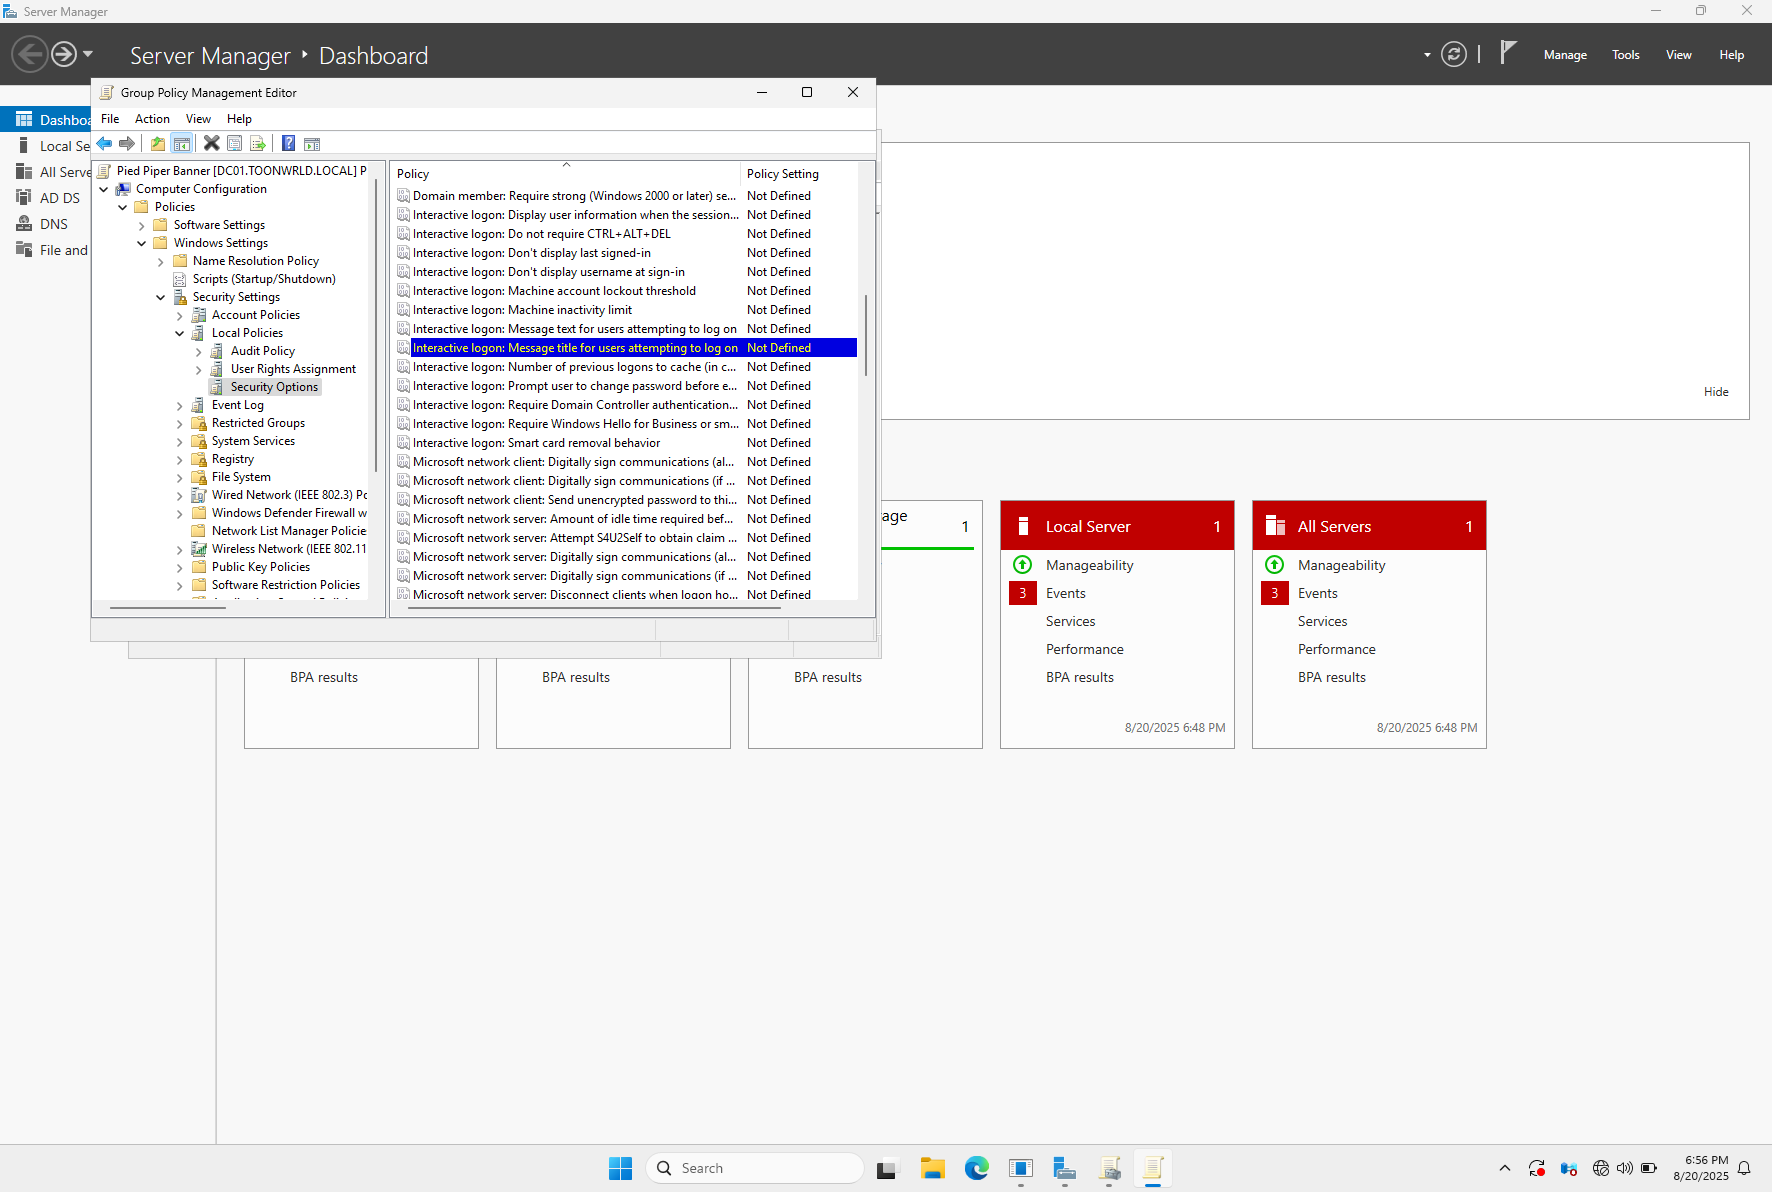 Server Manager
Server Manager ‣ Dashboard
Manage
Tools
View
Help
Group Policy Management Editor
File
Action
View
Help
Dashboa
Local Se
All Serve
AD DS
DNS
File and
Pied Piper Banner [DC01.TOONWRLD.LOCAL] P
Computer Configuration
Policies
Software Settings
Windows Settings
Name Resolution Policy
Scripts (Startup/Shutdown)
Security Settings
Account Policies
Local Policies
Audit Policy
User Rights Assignment
Security Options
Event Log
Restricted Groups
System Services
Registry
File System
Wired Network (IEEE 802.3) Pc
Windows Defender Firewall w
Network List Manager Policie
Wireless Network (IEEE 802.11
Public Key Policies
Software Restriction Policies
Policy
Policy Setting
Domain member: Require strong (Windows 2000 or later) se... Not Defined
Interactive logon: Display user information when the session... Not Defined
Interactive logon: Do not require CTRL+ALT+DEL Not Defined
Interactive logon: Don't display last signed-in Not Defined
Interactive logon: Don't display username at sign-in Not Defined
Interactive logon: Machine account lockout threshold Not Defined
Interactive logon: Machine inactivity limit Not Defined
Interactive logon: Message text for users attempting to log on Not Defined
Interactive logon: Message title for users attempting to log on Not Defined
Interactive logon: Number of previous logons to cache (in c... Not Defined
Interactive logon: Prompt user to change password before e... Not Defined
Interactive logon: Require Domain Controller authentication... Not Defined
Interactive logon: Require Windows Hello for Business or sm... Not Defined
Interactive logon: Smart card removal behavior Not Defined
Microsoft network client: Digitally sign communications (al... Not Defined
Microsoft network client: Digitally sign communications (if ... Not Defined
Microsoft network client: Send unencrypted password to thi... Not Defined
Microsoft network server: Amount of idle time required bef... Not Defined
Microsoft network server: Attempt S4U2Self to obtain claim ... Not Defined
Microsoft network server: Digitally sign communications (al... Not Defined
Microsoft network server: Digitally sign communications (if ... Not Defined
Microsoft network server: Disconnect clients when logon ho... Not Defined
Hide
BPA results
BPA results
age
1
BPA results
Local Server 1
Manageability
3 Events
Services
Performance
BPA results
8/20/2025 6:48 PM
All Servers 1
Manageability
3 Events
Services
Performance
BPA results
8/20/2025 6:48 PM
Search
6:56 PM
8/20/2025